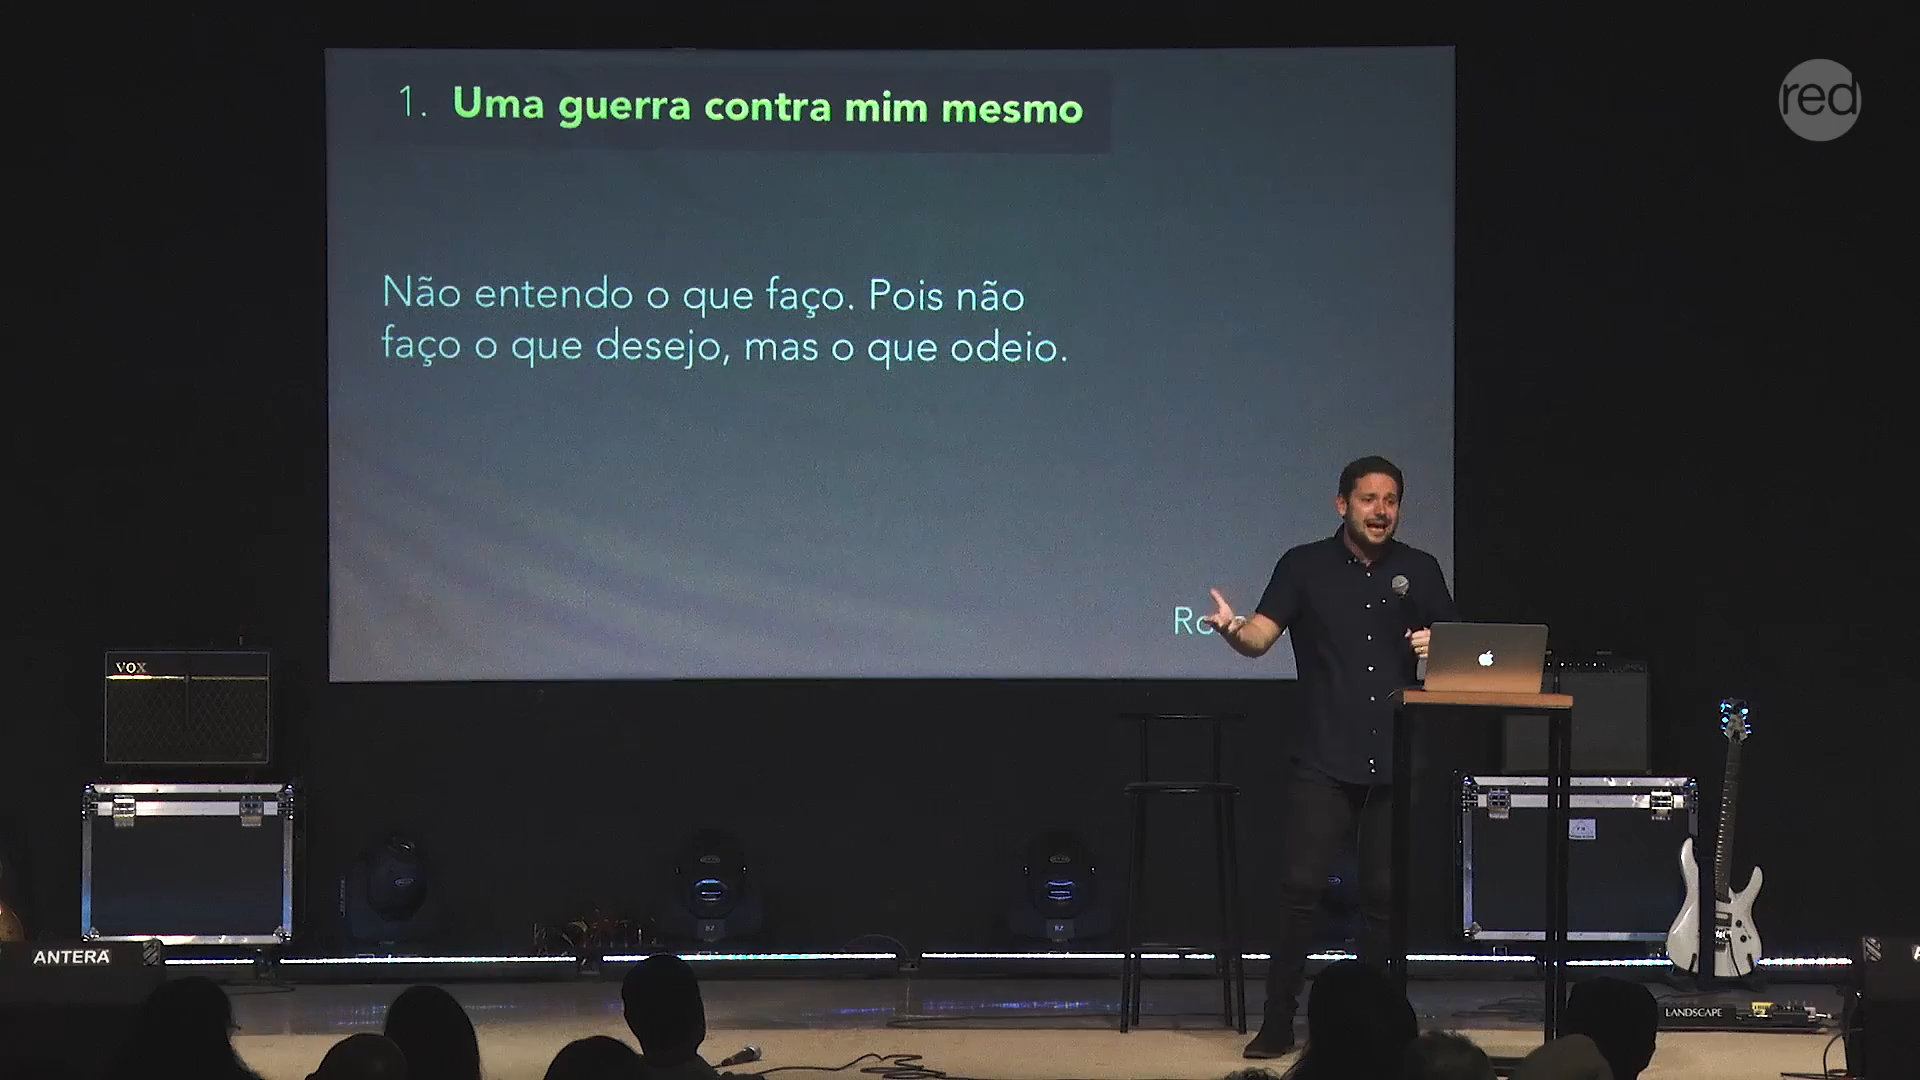 red
1. Uma guerra contra mim mesmo
Não entendo o que faço. Pois não
faço o que desejo, mas o que odeio.
VOX
ANTERA
LANDSCAPE